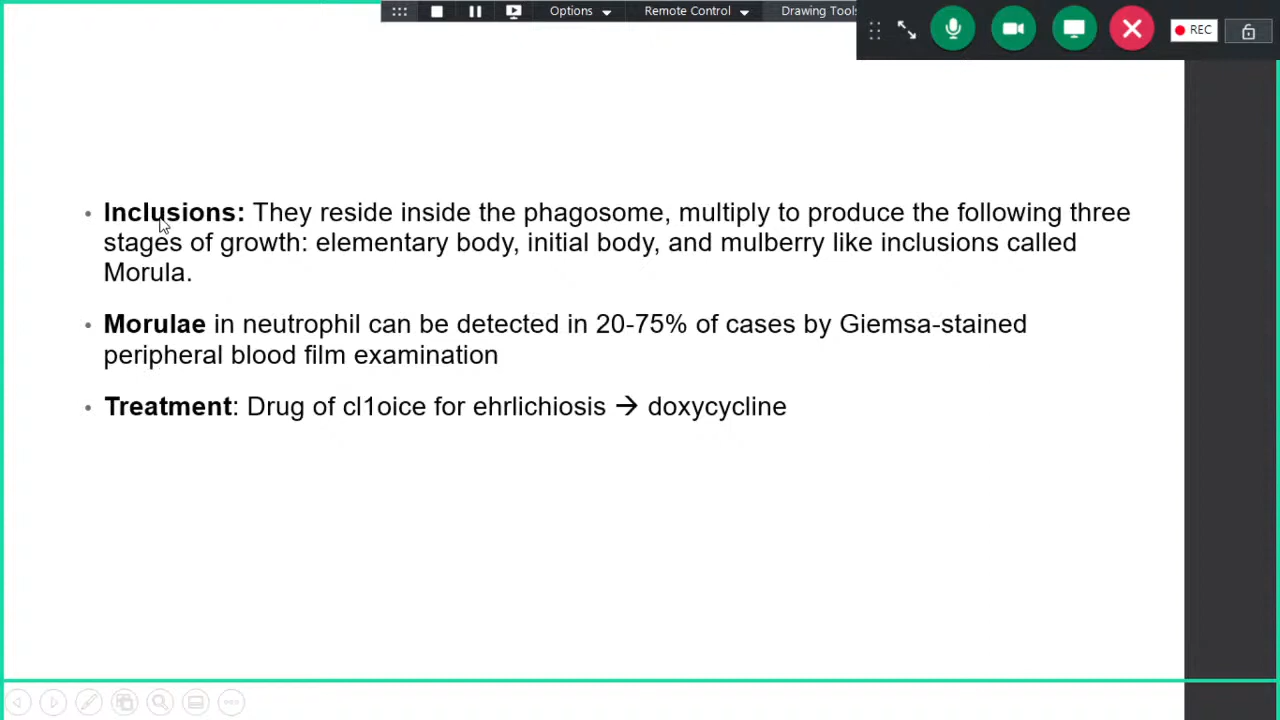 Options
Remote Control
Drawing Tools
REC
• Inclusions: They reside inside the phagosome, multiply to produce the following three
stages of growth: elementary body, initial body, and mulberry like inclusions called
Morula.
• Morulae in neutrophil can be detected in 20-75% of cases by Giemsa-stained
peripheral blood film examination
• Treatment: Drug of cl1oice for ehrlichiosis → doxycycline